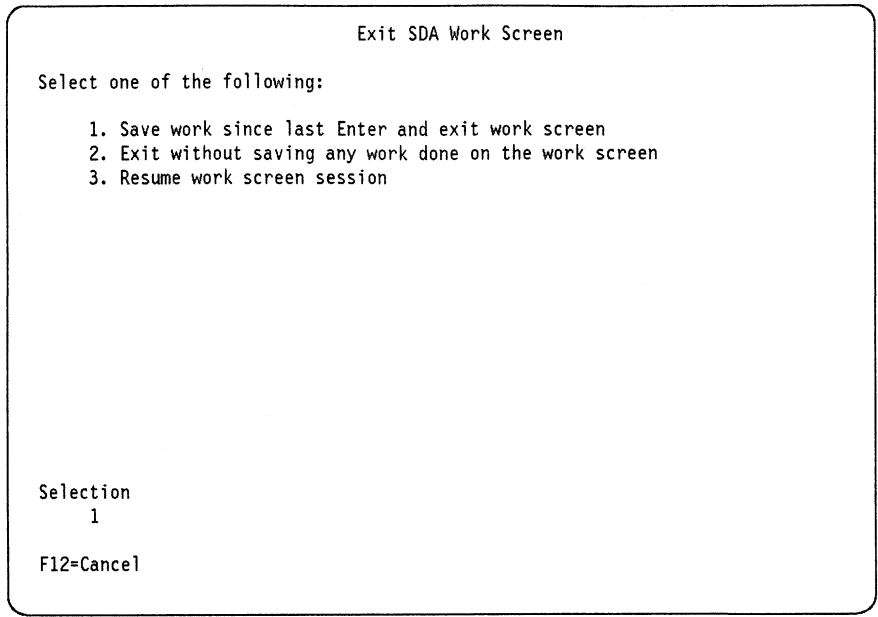 Exit SDA Work Screen
Select one of the following:
1. Save work since last Enter and exit work screen
2. Exit without saving any work done on the work screen
3. Resume work screen session
Selection
1
F12=Cancel